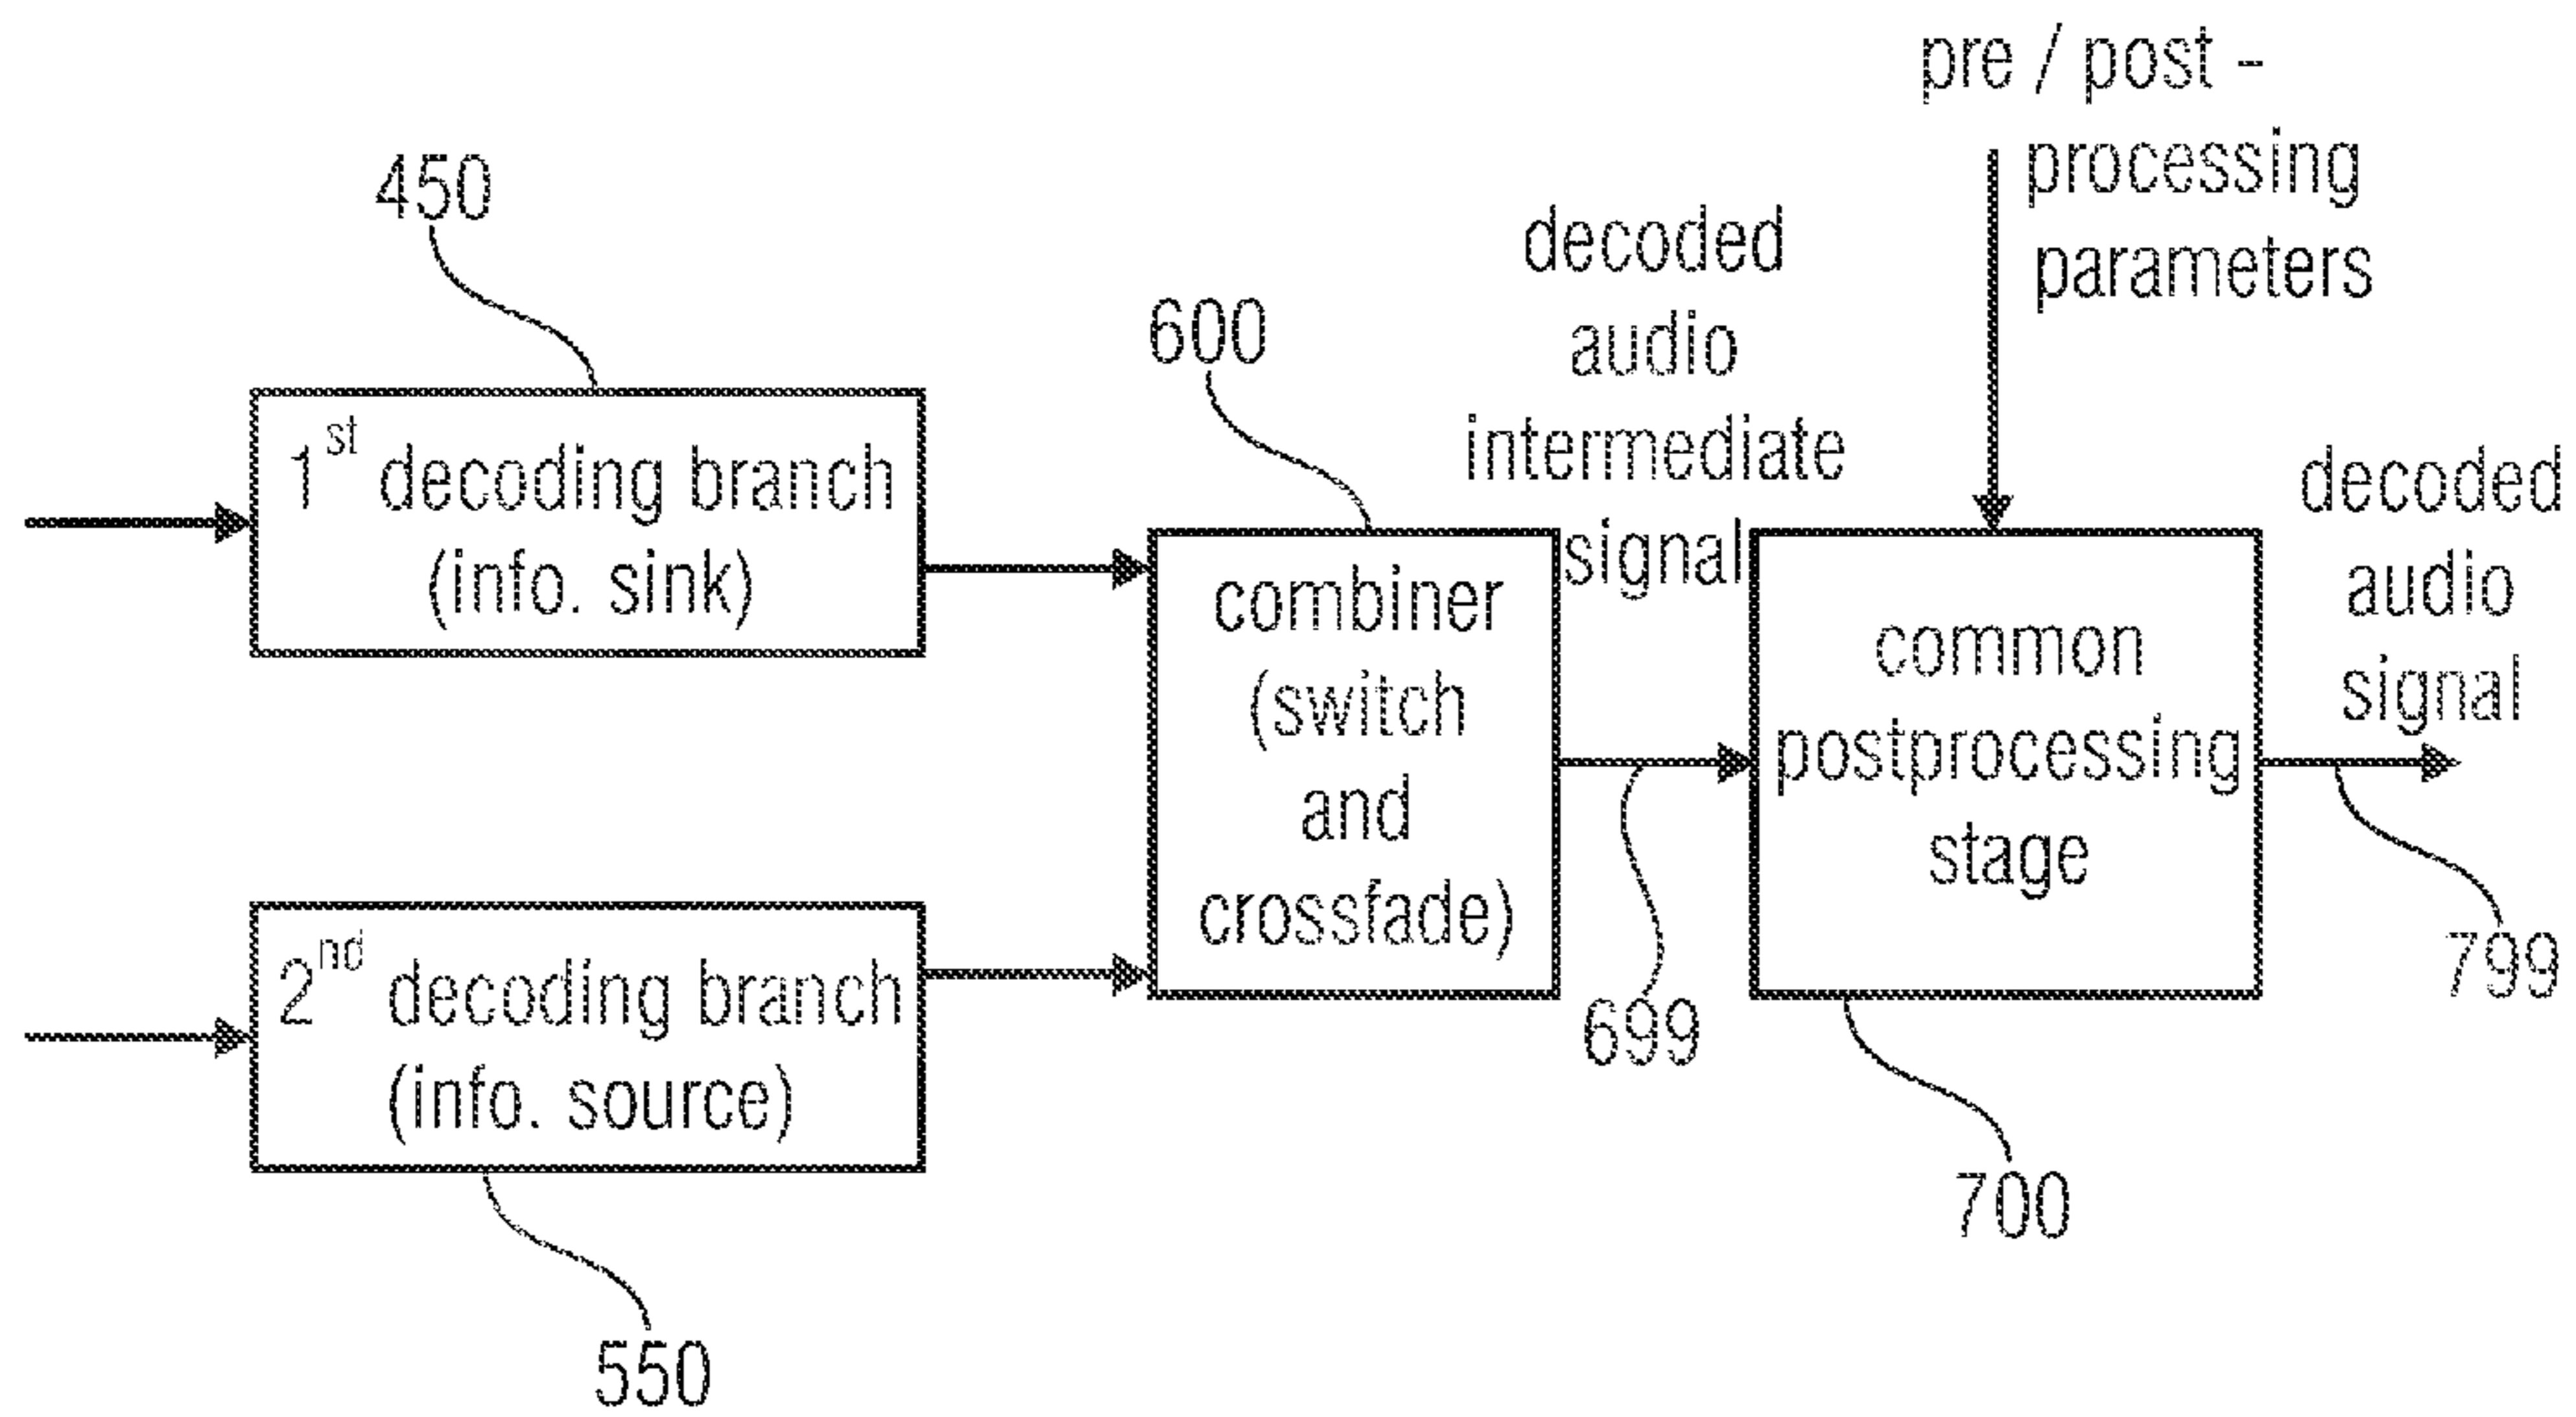 pre / post -
processing
parameters
450
decoded
audio
intermediate
signal
600
1st decoding branch
(info. sink)
combiner
(switch
and
crossfade)
common
postprocessing
stage
decoded
audio
signal
2nd decoding branch
(info. source)
699
799
700
550